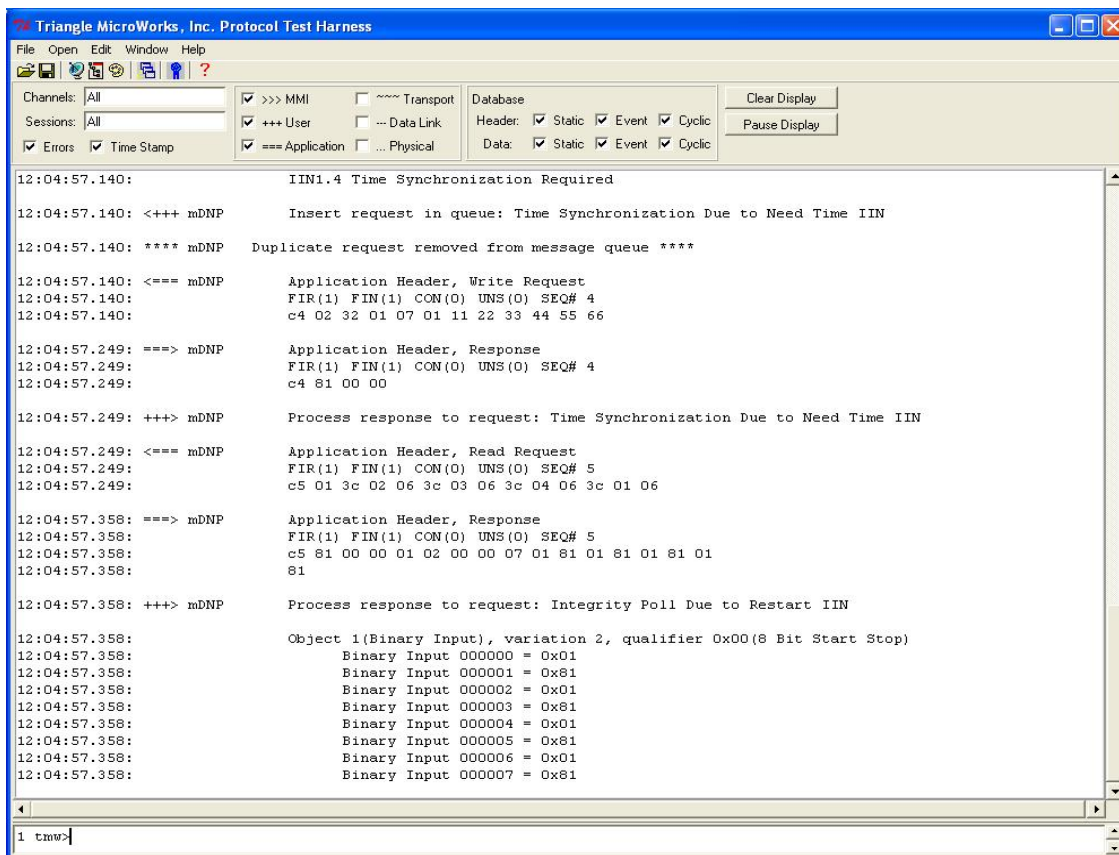 Triangle MicroWorks, Inc. Protocol Test Harness
File Open Edit Window Help
Channels: All
Sessions: All
Errors Time Stamp
>>> MMI ~~~ Transport
+++ User --- Data Link
=== Application ... Physical
Database
Header: Static Event Cyclic
Data: Static Event Cyclic
Clear Display
Pause Display
12:04:57.140: IIN1.4 Time Synchronization Required
12:04:57.140: <+++ mDNP Insert request in queue: Time Synchronization Due to Need Time IIN
12:04:57.140: **** mDNP Duplicate request removed from message queue ****
12:04:57.140: <=== mDNP Application Header, Write Request
12:04:57.140: FIR(1) FIN(1) CON(0) UNS(0) SEQ# 4
12:04:57.140: c4 02 32 01 07 01 11 22 33 44 55 66
12:04:57.249: ===> mDNP Application Header, Response
12:04:57.249: FIR(1) FIN(1) CON(0) UNS(0) SEQ# 4
12:04:57.249: c4 81 00 00
12:04:57.249: +++> mDNP Process response to request: Time Synchronization Due to Need Time IIN
12:04:57.249: <=== mDNP Application Header, Read Request
12:04:57.249: FIR(1) FIN(1) CON(0) UNS(0) SEQ# 5
12:04:57.249: c5 01 3c 02 06 3c 03 06 3c 04 06 3c 01 06
12:04:57.358: ===> mDNP Application Header, Response
12:04:57.358: FIR(1) FIN(1) CON(0) UNS(0) SEQ# 5
12:04:57.358: c5 81 00 00 01 02 00 00 07 01 81 01 81 01 81 01
12:04:57.358: 81
12:04:57.358: +++> mDNP Process response to request: Integrity Poll Due to Restart IIN
12:04:57.358: Object 1(Binary Input), variation 2, qualifier 0x00(8 Bit Start Stop)
12:04:57.358: Binary Input 000000 = 0x01
12:04:57.358: Binary Input 000001 = 0x81
12:04:57.358: Binary Input 000002 = 0x01
12:04:57.358: Binary Input 000003 = 0x81
12:04:57.358: Binary Input 000004 = 0x01
12:04:57.358: Binary Input 000005 = 0x81
12:04:57.358: Binary Input 000006 = 0x01
12:04:57.358: Binary Input 000007 = 0x81
1 tmw>